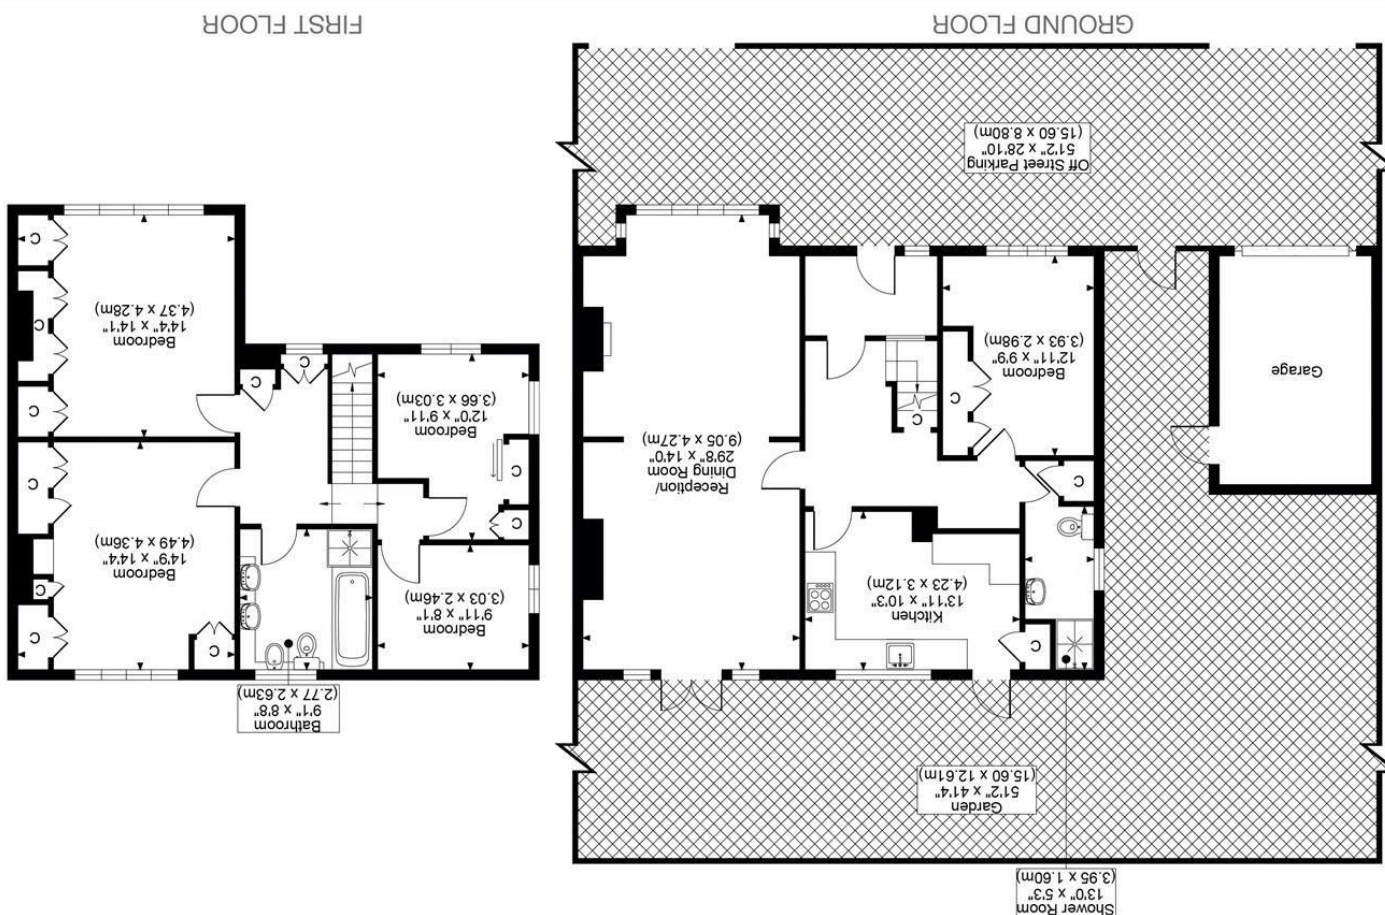 Shower Room
13'0" x 5'3"
(3.95 x 1.60m)
Garden
51'2" x 41'4"
(15.60 x 12.61m)
C
Kitchen
13'11" x 10'3"
(4.23 x 3.12m)
C
Reception/
Dining Room
29'8" x 14'0"
(9.05 x 4.27m)
C
C
Garage
Bedroom
12'11" x 9'9"
(3.93 x 2.98m)
Off Street Parking
51'2" x 28'10"
(15.60 x 8.80m)
GROUND FLOOR
Bathroom
9'1" x 8'8"
(2.77 x 2.63m)
C
C
Bedroom
9'11" x 8'1"
(3.03 x 2.46m)
C
Bedroom
14'9" x 14'4"
(4.49 x 4.36m)
C
C
C
Bedroom
12'0" x 9'11"
(3.66 x 3.03m)
C
C
C
C
Bedroom
14'4" x 14'1"
(4.37 x 4.28m)
C
FIRST FLOOR